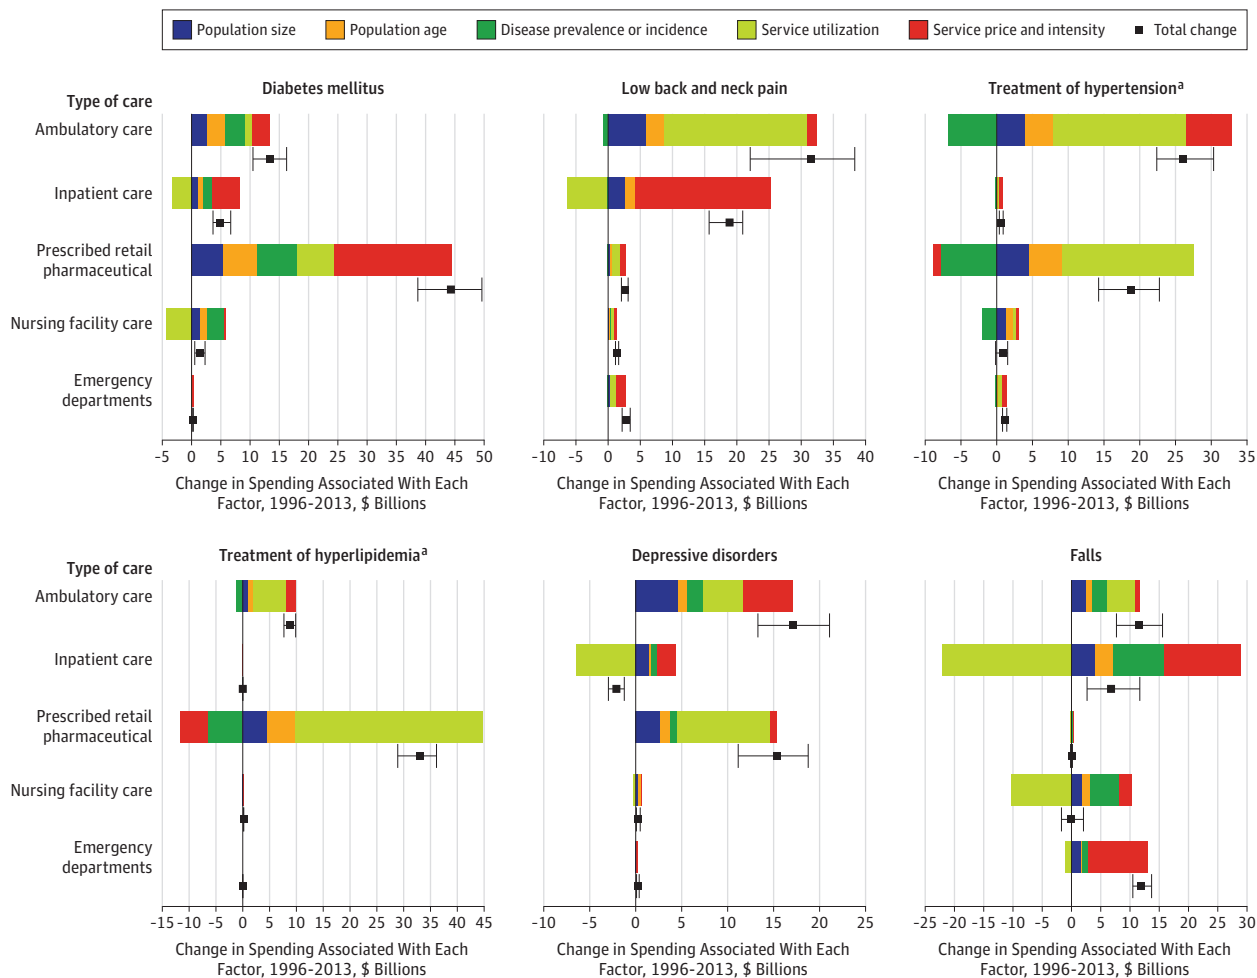 Population size Population age Disease prevalence or incidence Service utilization Service price and intensity Total change
Diabetes mellitus
Type of care
Ambulatory care
Inpatient care
Prescribed retail
pharmaceutical
Nursing facility care
Emergency
departments
-5 0 5 10 15 20 25 30 35 40 45 50
Change in Spending Associated With Each
Factor, 1996-2013, $ Billions
Low back and neck pain
-10 -5 0 5 10 15 20 25 30 35 40
Change in Spending Associated With Each
Factor, 1996-2013, $ Billions
Treatment of hypertensionª
-10 -5 0 5 10 15 20 25 30 35
Change in Spending Associated With Each
Factor, 1996-2013, $ Billions
Treatment of hyperlipidemiaª
Type of care
Ambulatory care
Inpatient care
Prescribed retail
pharmaceutical
Nursing facility care
Emergency
departments
-15 -10 -5 0 5 10 15 20 25 30 35 40 45
Change in Spending Associated With Each
Factor, 1996-2013, $ Billions
Depressive disorders
-10 -5 0 5 10 15 20 25
Change in Spending Associated With Each
Factor, 1996-2013, $ Billions
Falls
-25 -20 -15 -10 -5 0 5 10 15 20 25 30
Change in Spending Associated With Each
Factor, 1996-2013, $ Billions